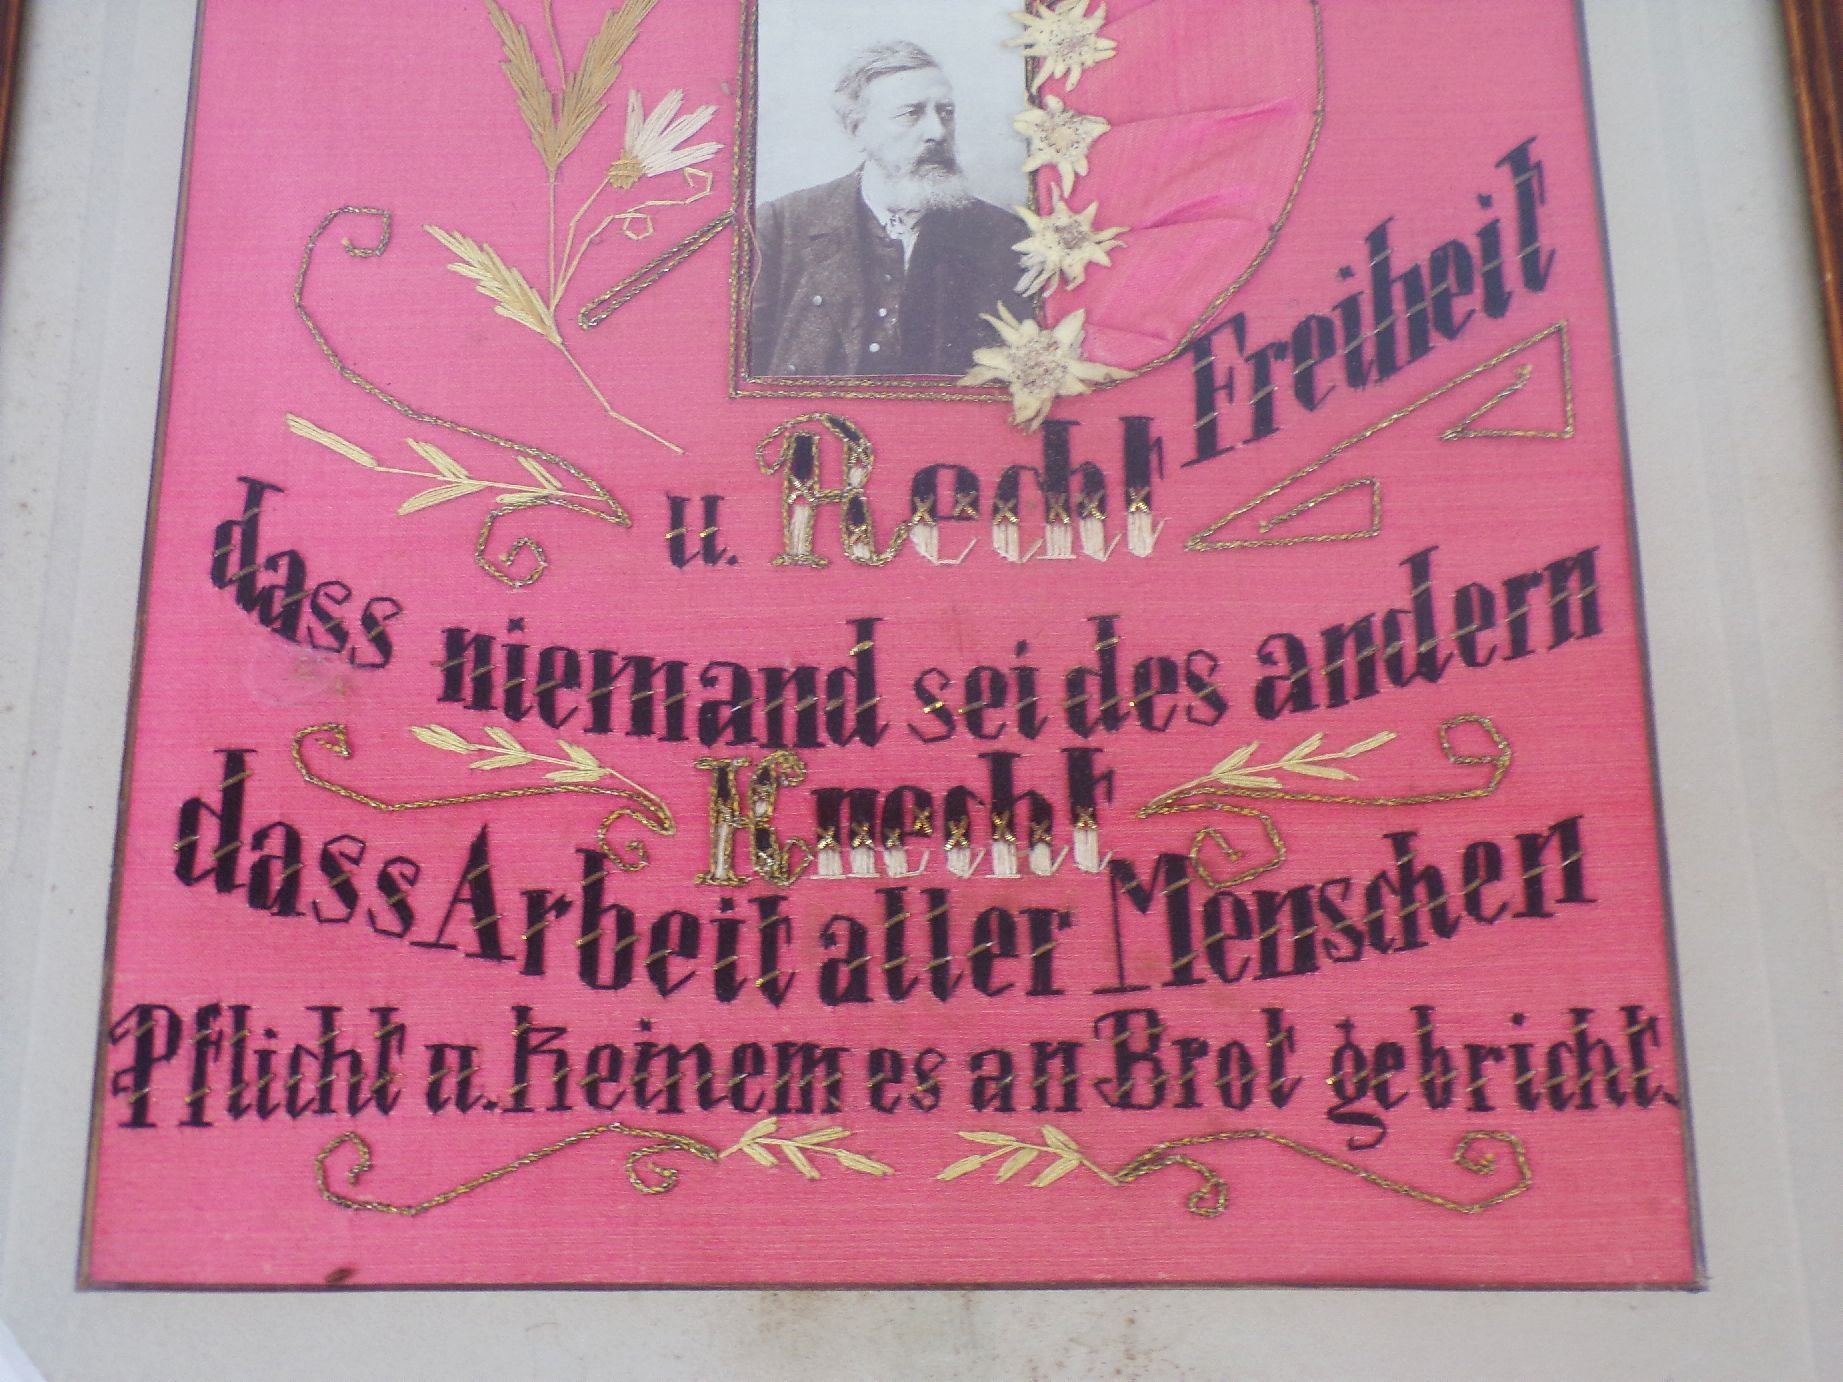 u. Recht Freiheit
dass niemand sei des andern
Knecht
dass Arbeit aller Menschen
Pflicht u. Keinem es an Brot gebricht.